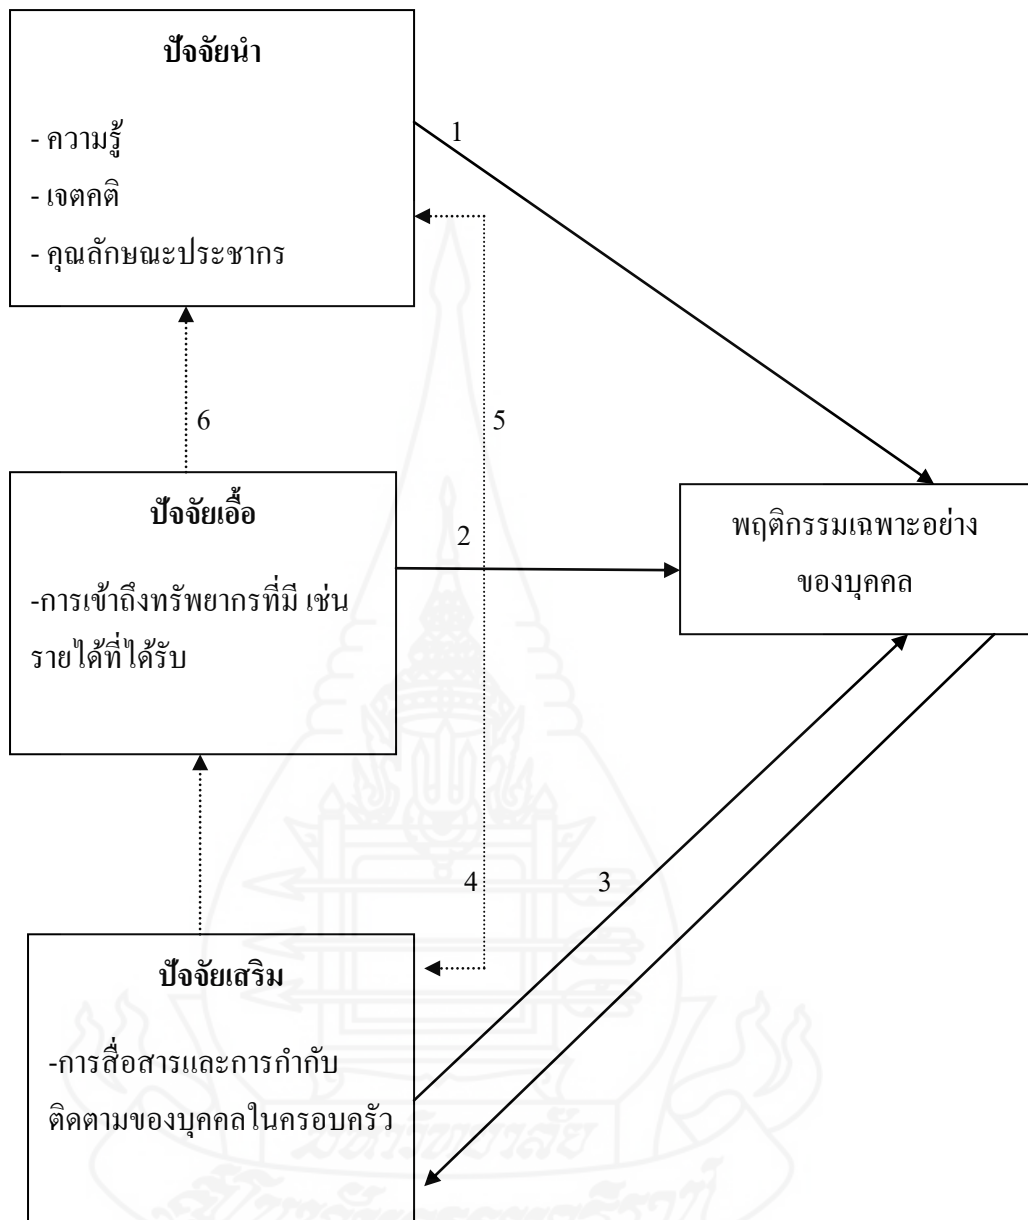 ปัจจัยนำ
- ความรู้
- เจตคติ
- คุณลักษณะประชากร
1
6
5
ปัจจัยเอื้อ
-การเข้าถึงทรัพยากรที่มี เช่น
รายได้ที่ได้รับ
2
พฤติกรรมเฉพาะอย่าง
ของบุคคล
4
3
ปัจจัยเสริม
-การสื่อสารและการกำกับ
ติดตามของบุคคลในครอบครัว